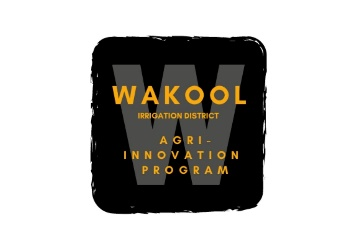 W
WAKOOL
IRRIGATION DISTRICT
AGRI-
INNOVATION
PROGRAM